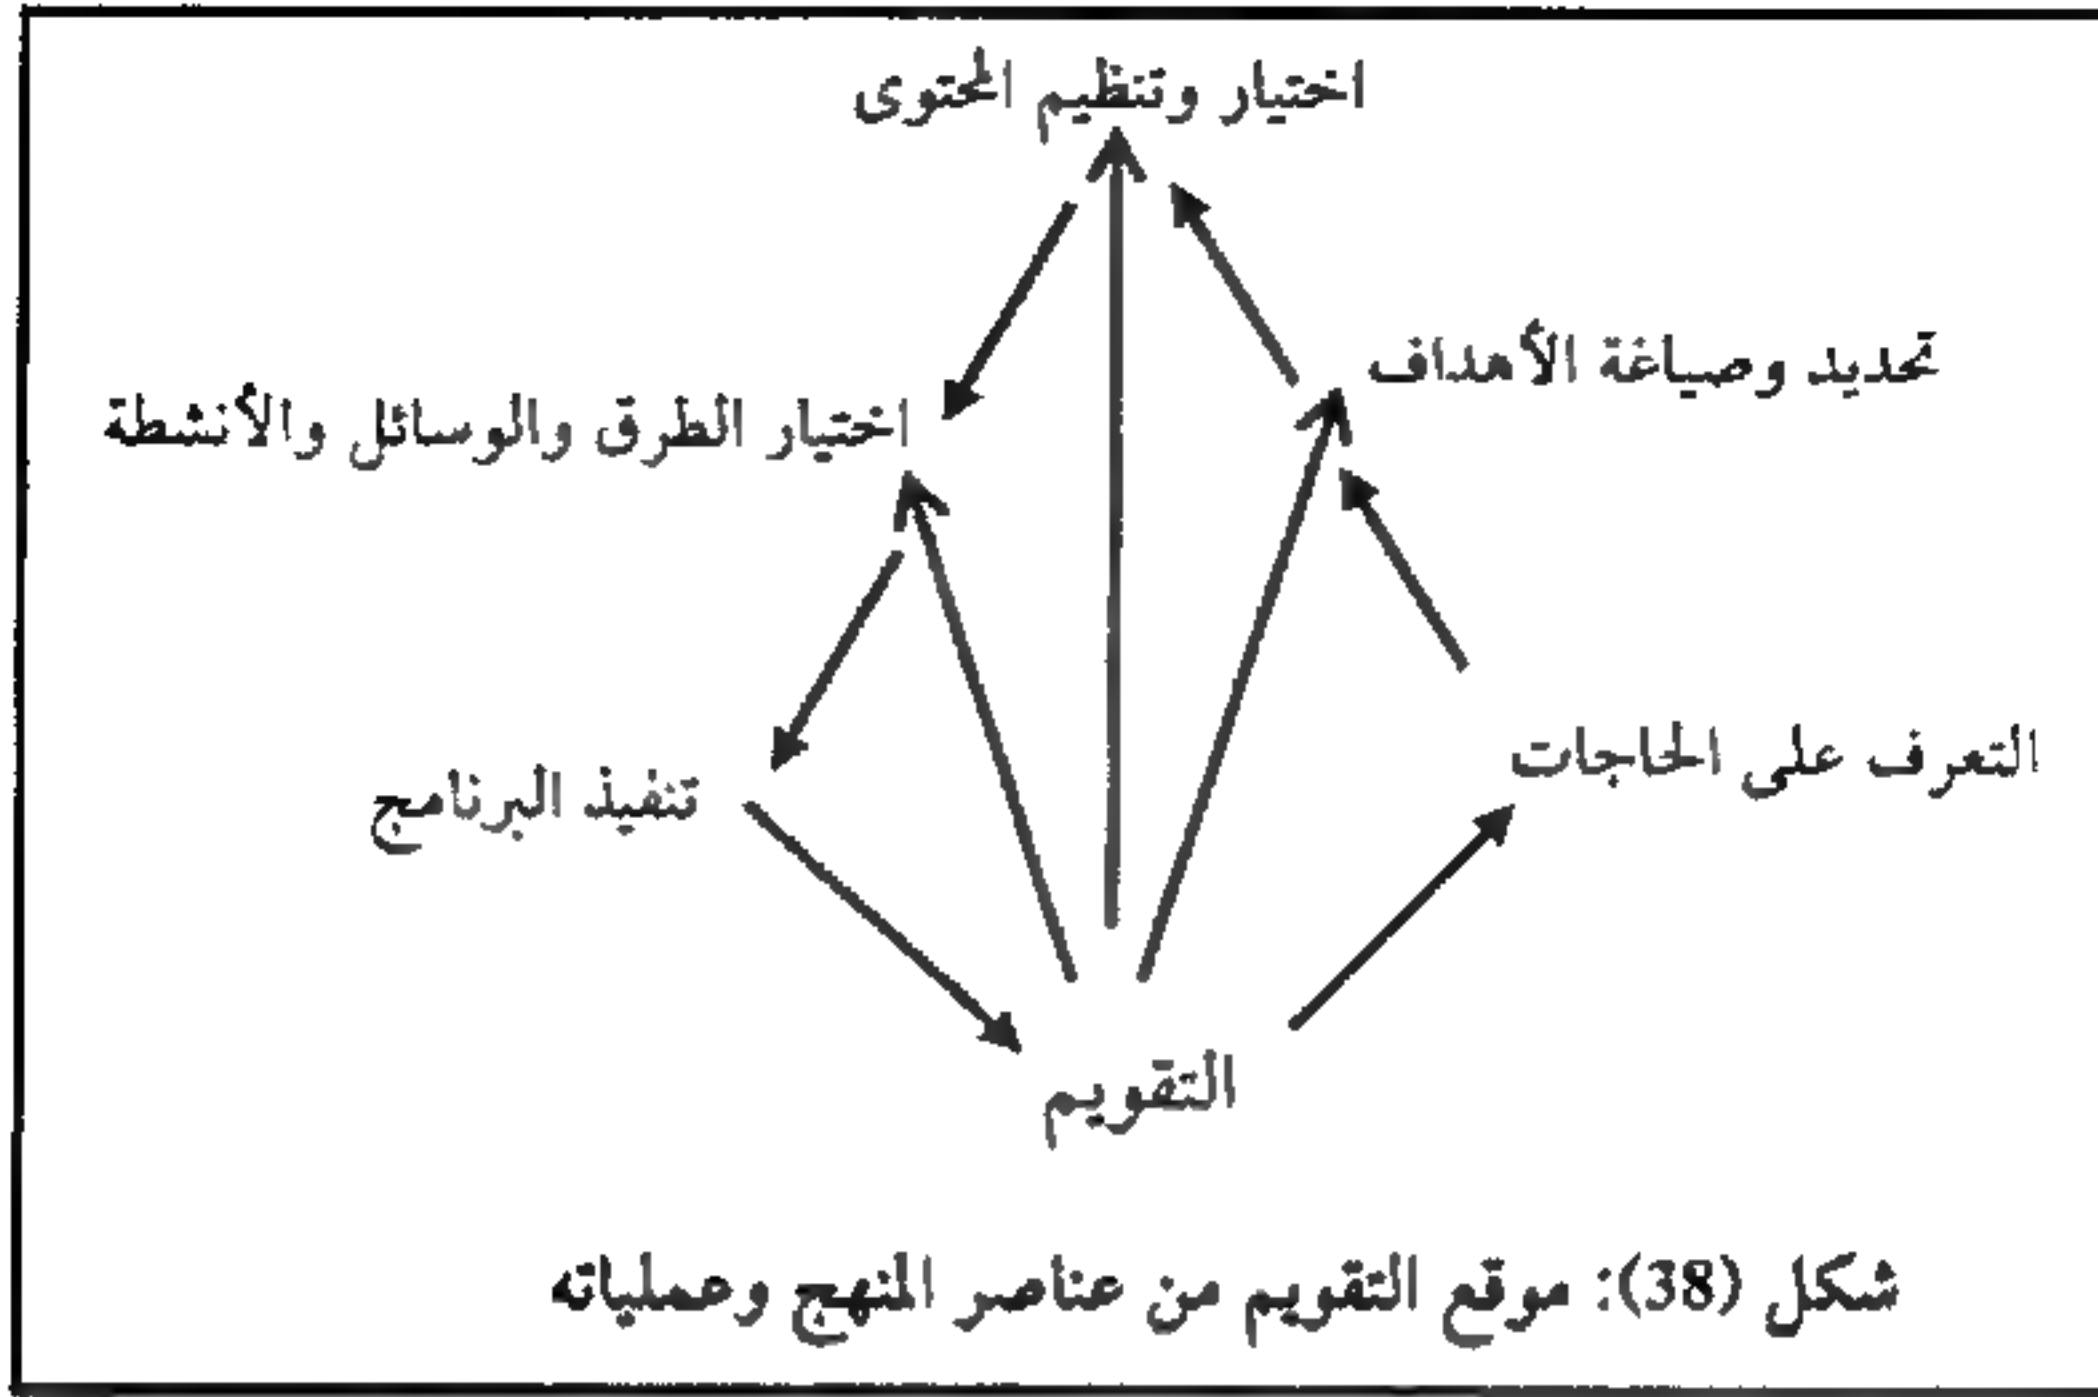 اختيار وتنظيم المحتوى
تحديد وصياغة الأهداف
اختيار الطرق والوسائل والأنشطة
التعرف على الحاجات
تنفيذ البرنامج
التقويم
شكل (38): موقع التقويم من عناصر المنهج وعملياته